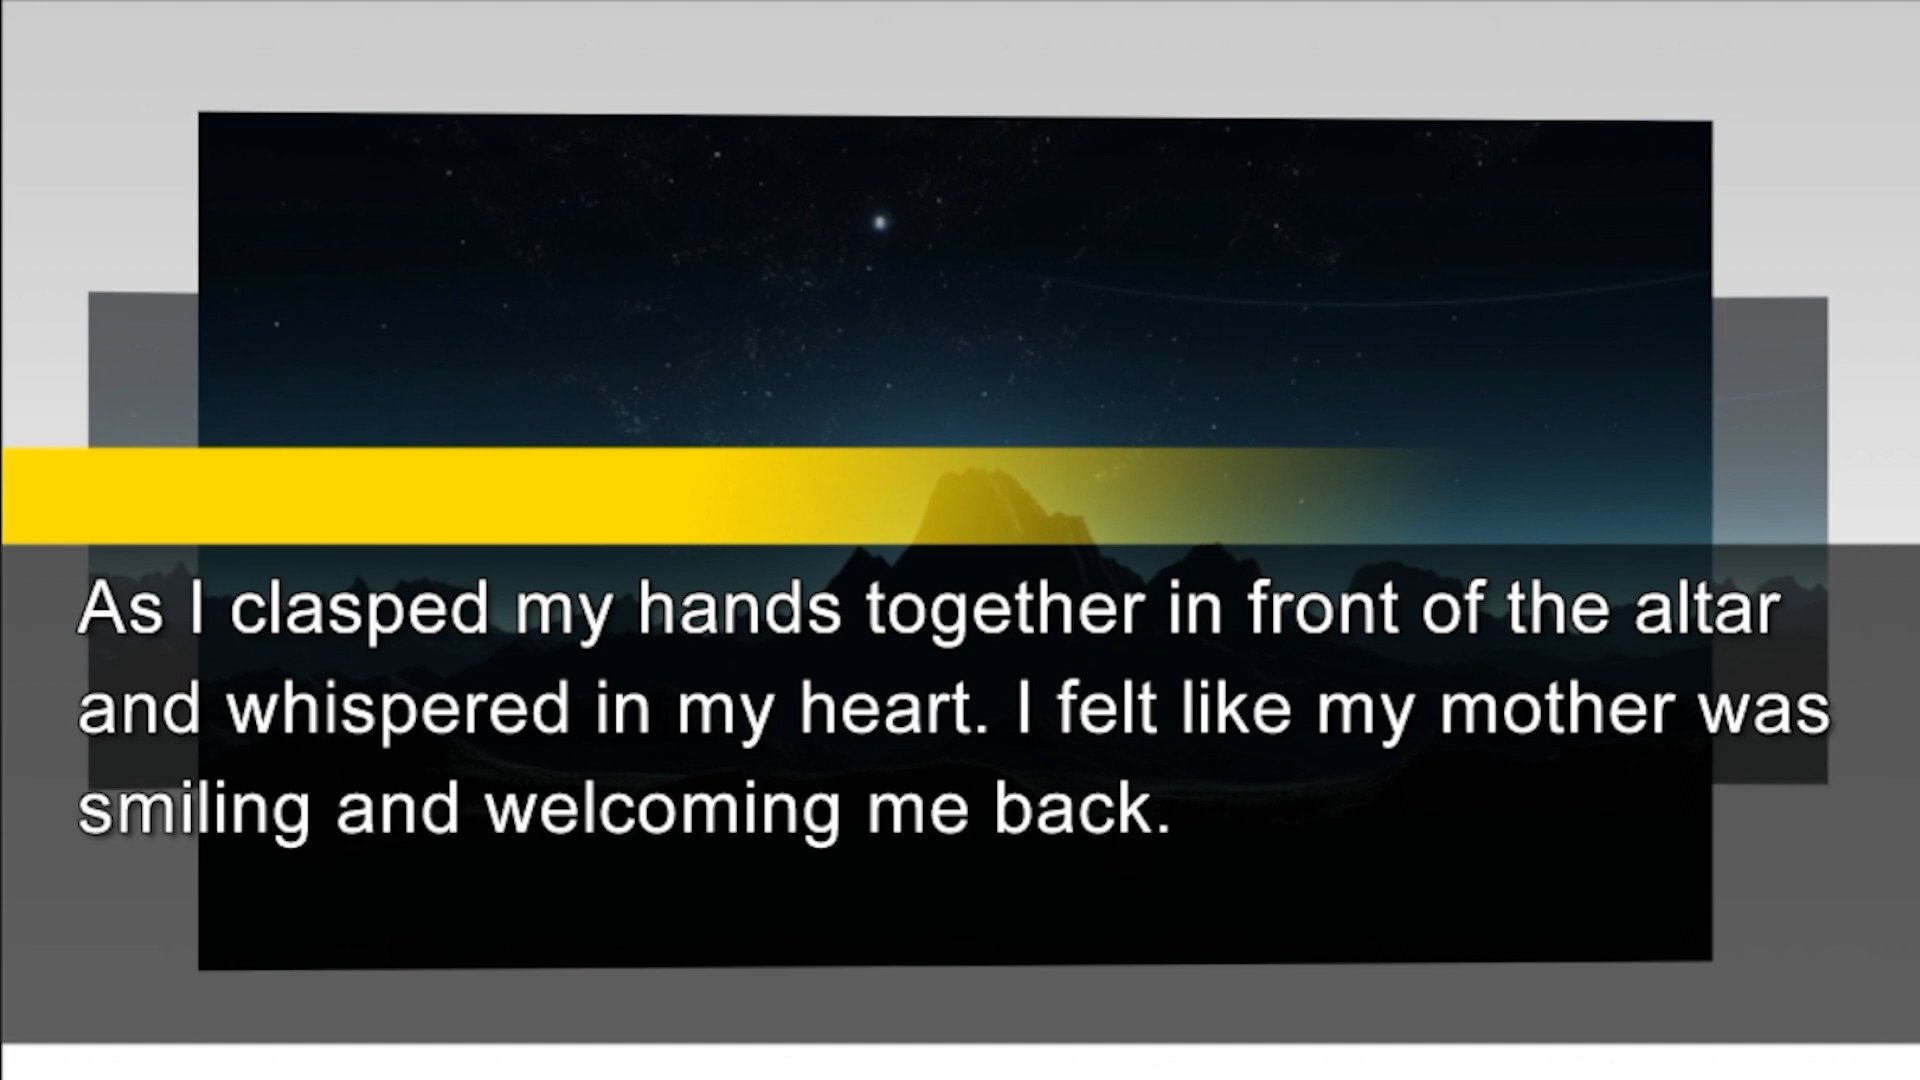 As I clasped my hands together in front of the altar
and whispered in my heart. I felt like my mother was
smiling and welcoming me back.